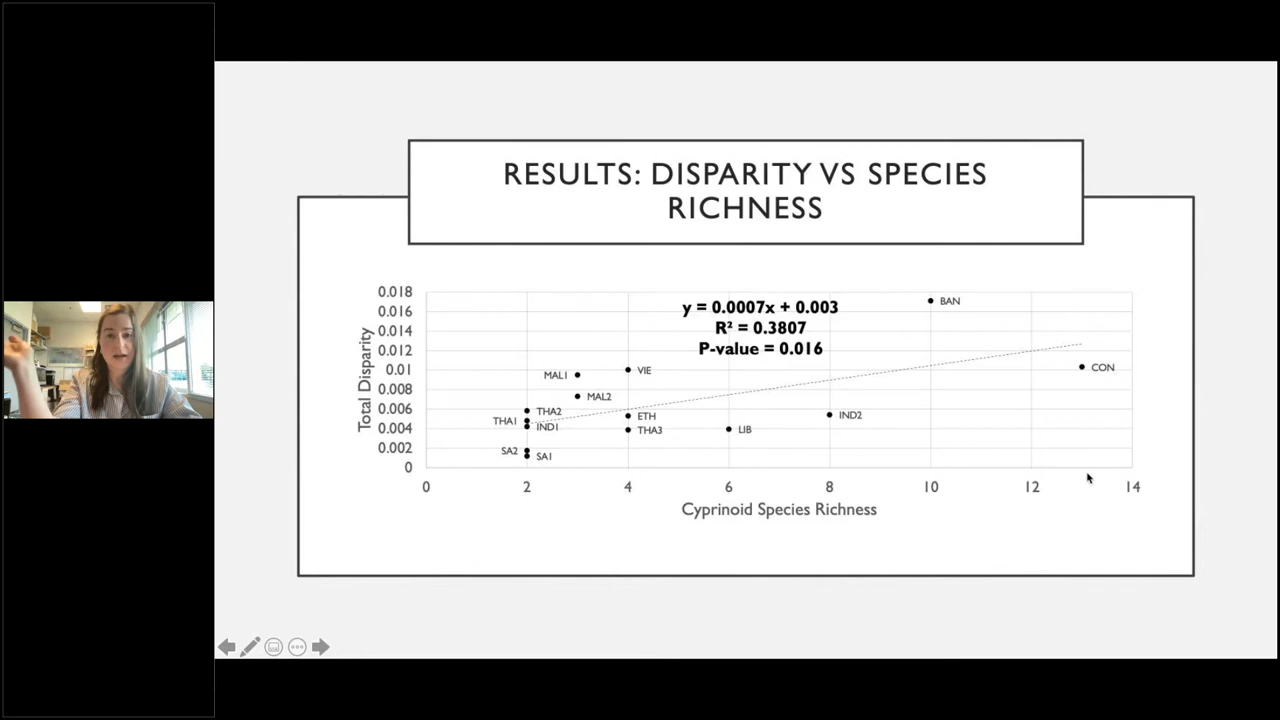 RESULTS: DISPARITY VS SPECIES
RICHNESS
y = 0.0007x + 0.003
R² = 0.3807
P-value = 0.016
Total Disparity
0.018
0.016
0.014
0.012
0.01
0.008
0.006
0.004
0.002
0
BAN
CON
VIE
MAL1
MAL2
THA2
THA1
IND1
ETH
THA3
LIB
IND2
SA2
SA1
0 2 4 6 8 10 12 14
Cyprinoid Species Richness